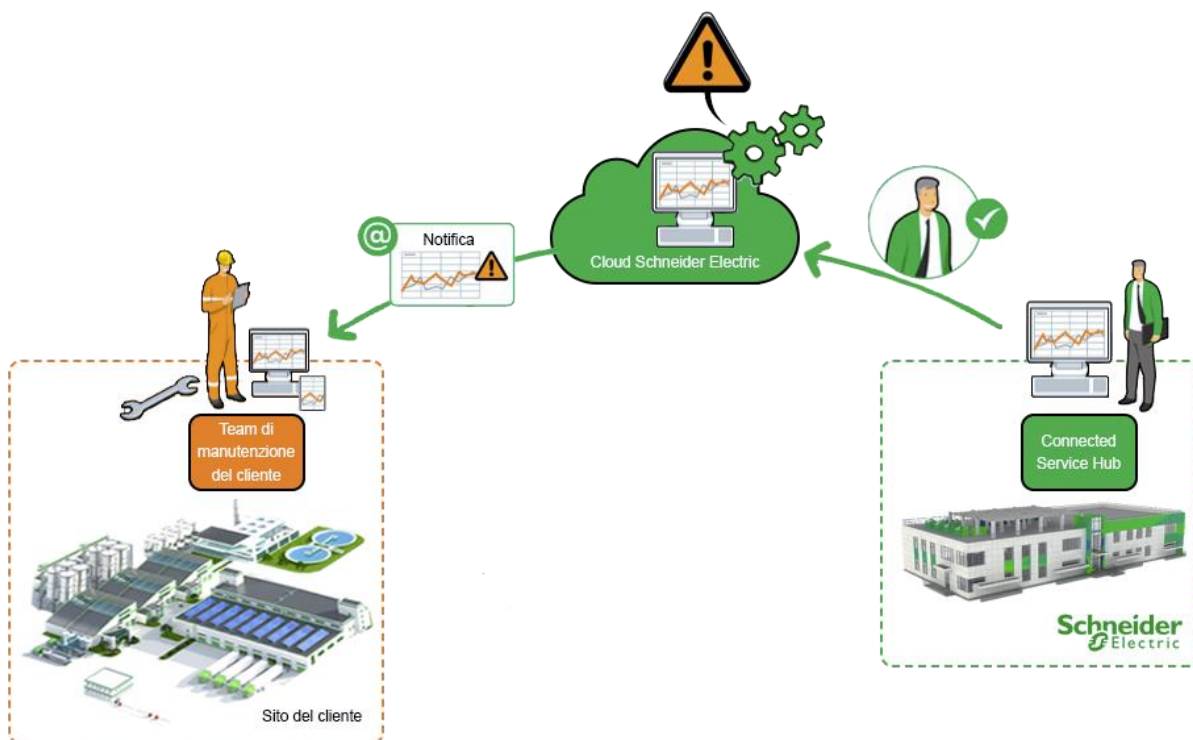 Notifica
Cloud Schneider Electric
Team di
manutenzione
del cliente
Connected
Service Hub
Schneider
Electric
Sito del cliente